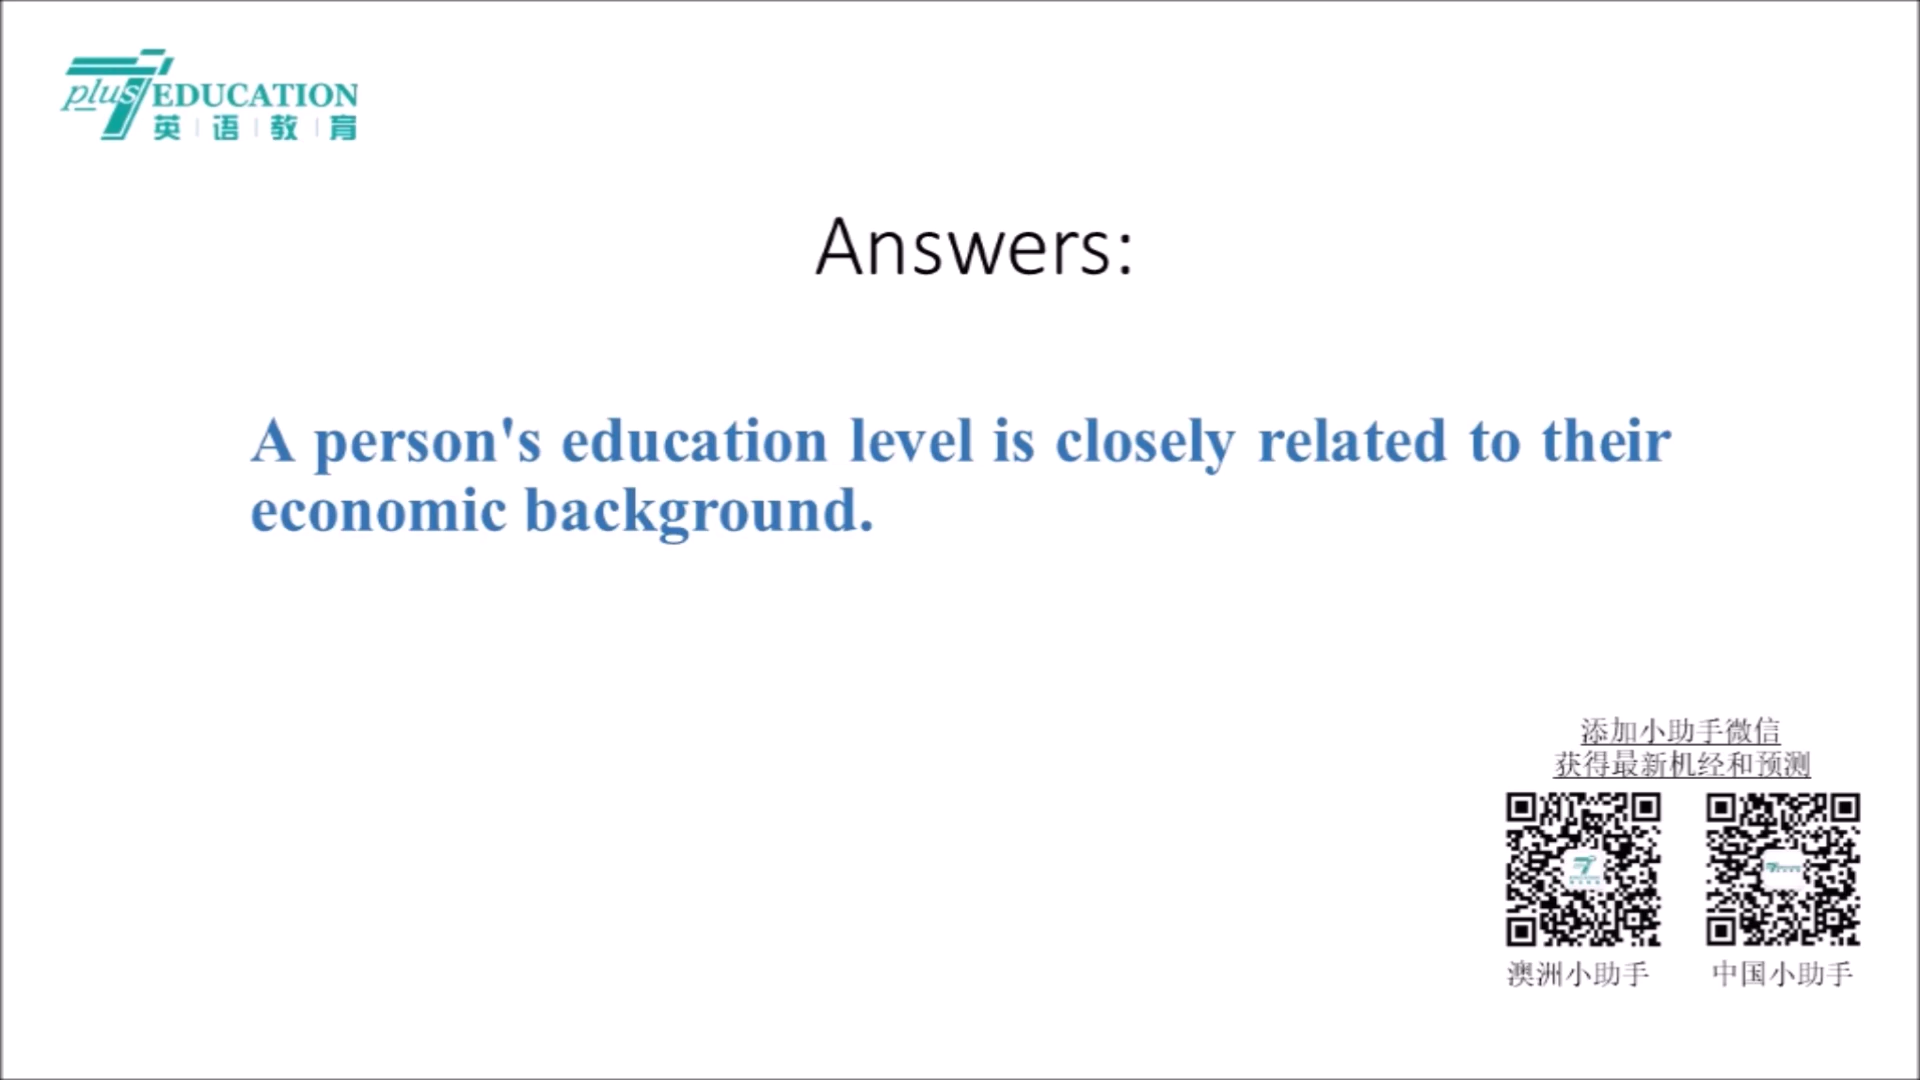 plus 7 EDUCATION
英语教育
Answers:
A person's education level is closely related to their
economic background.
添加小助手微信
获得最新机经和预测
澳洲小助手 中国小助手